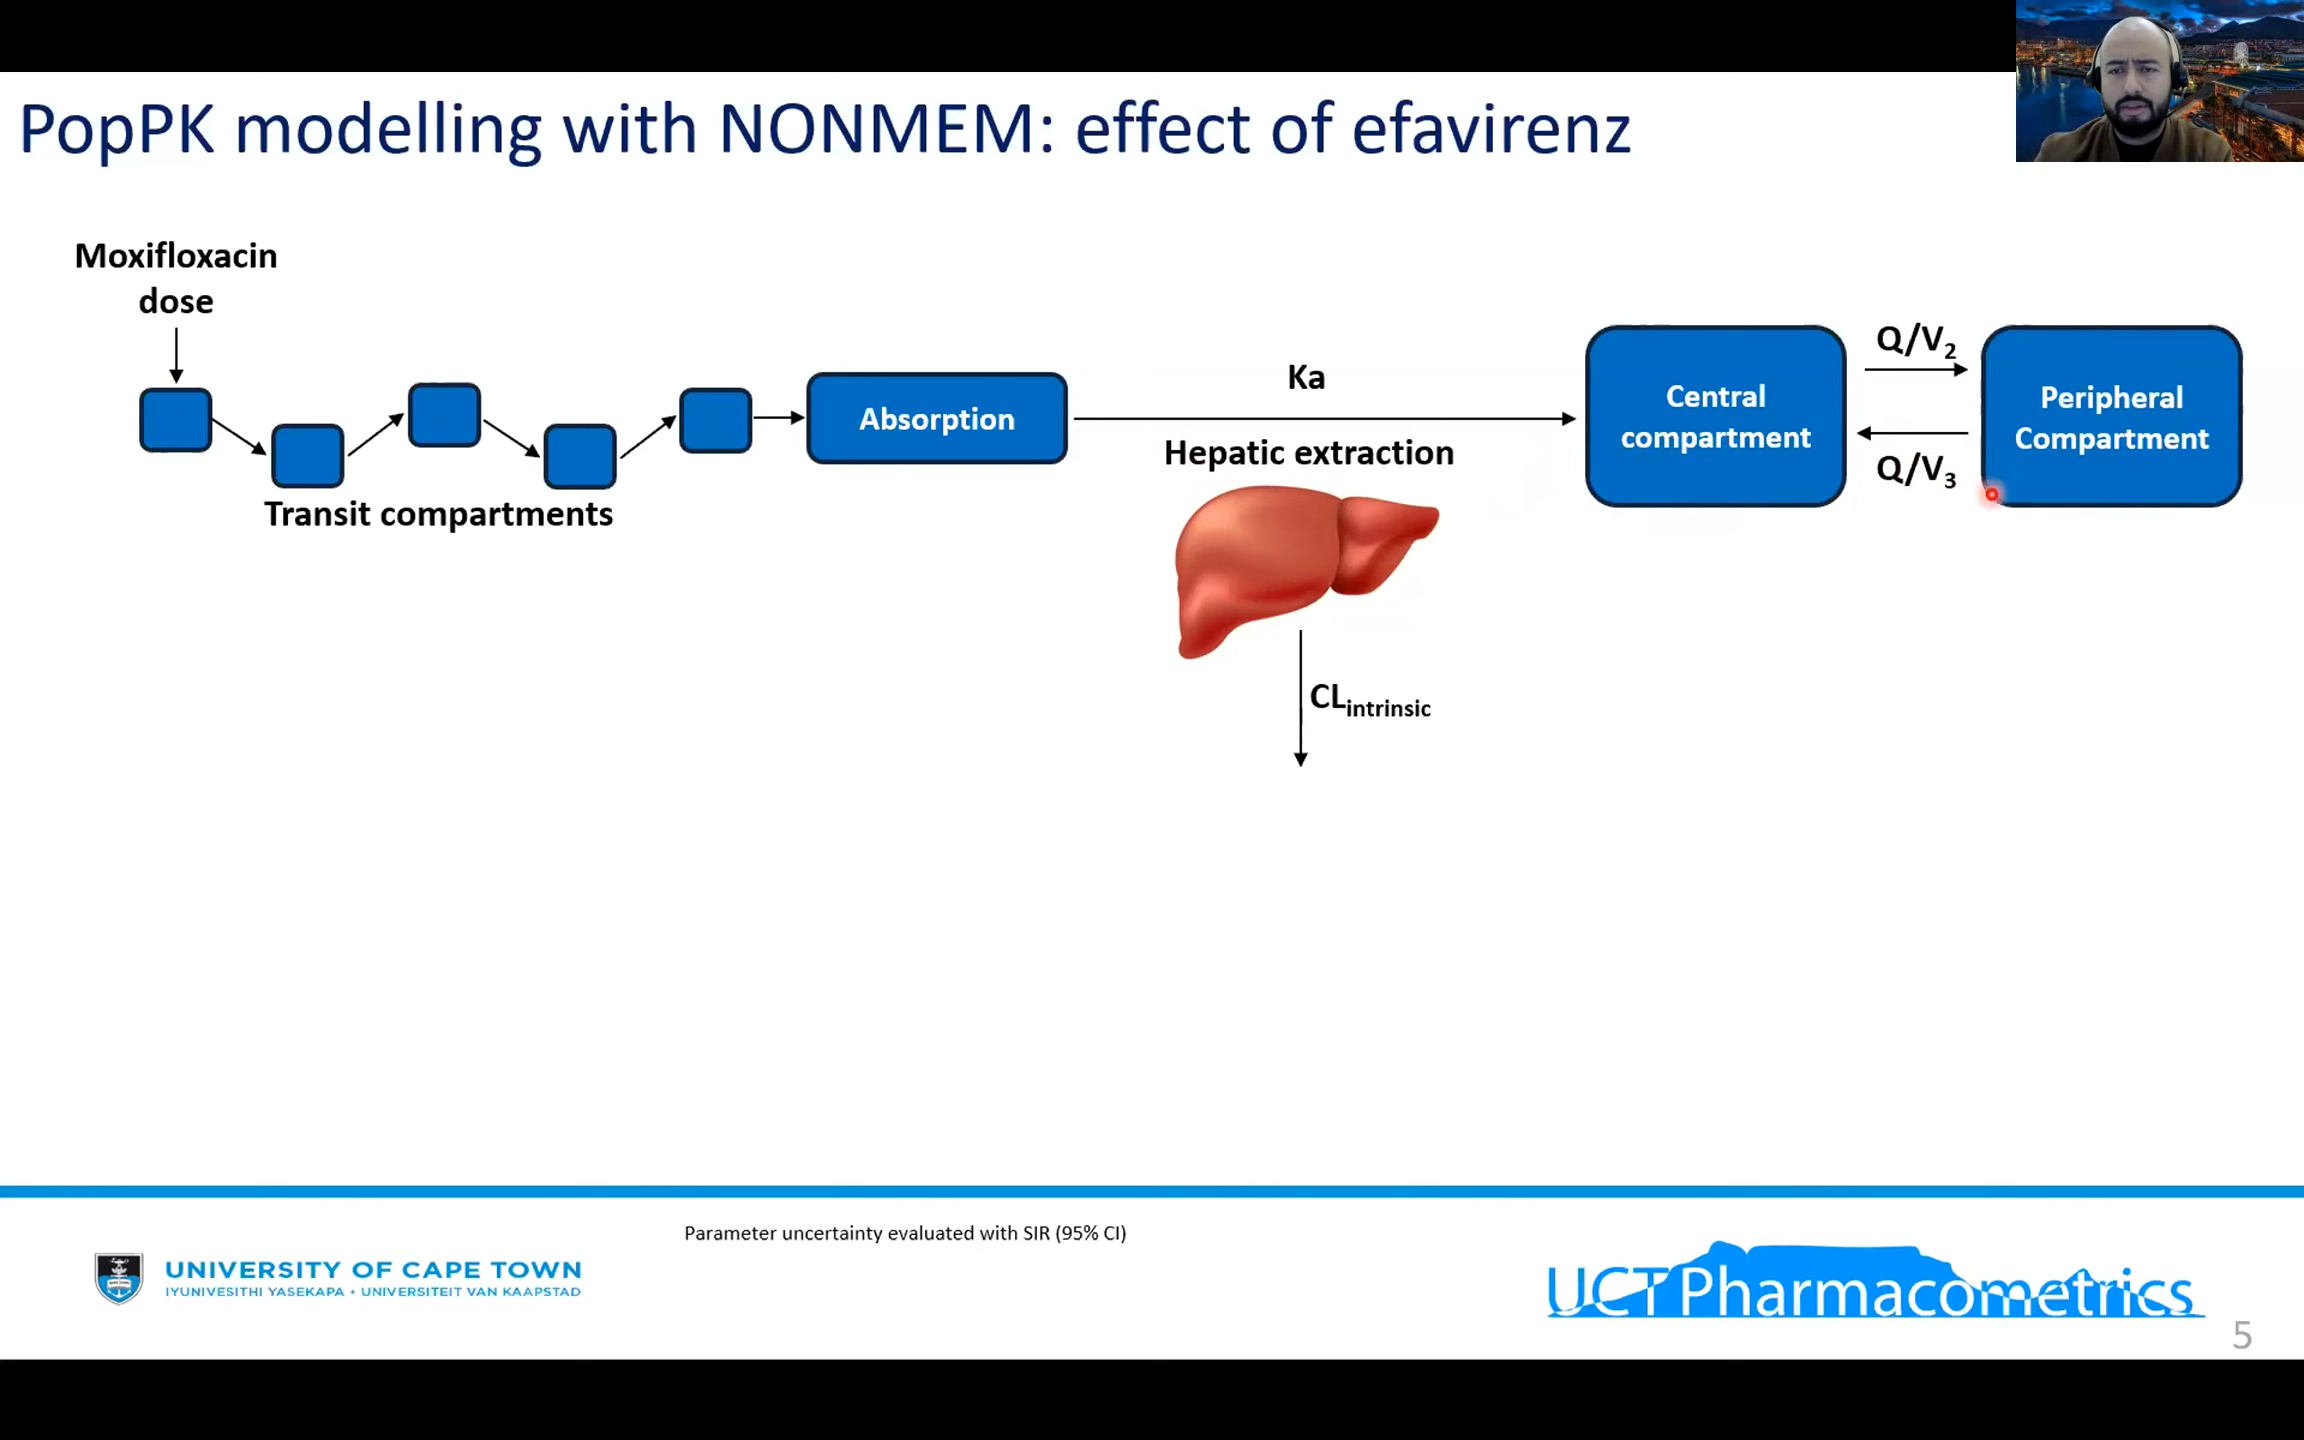 PopPK modelling with NONMEM: effect of efavirenz
Moxifloxacin
dose
Transit compartments
Absorption
Ka
Hepatic extraction
CLintrinsic
Central
compartment
Q/V2
Q/V3
Peripheral
Compartment
Parameter uncertainty evaluated with SIR (95% CI)
UNIVERSITY OF CAPE TOWN
IYUNIVESITHI YASEKAPA • UNIVERSITEIT VAN KAAPSTAD
UCT Pharmacometrics
5